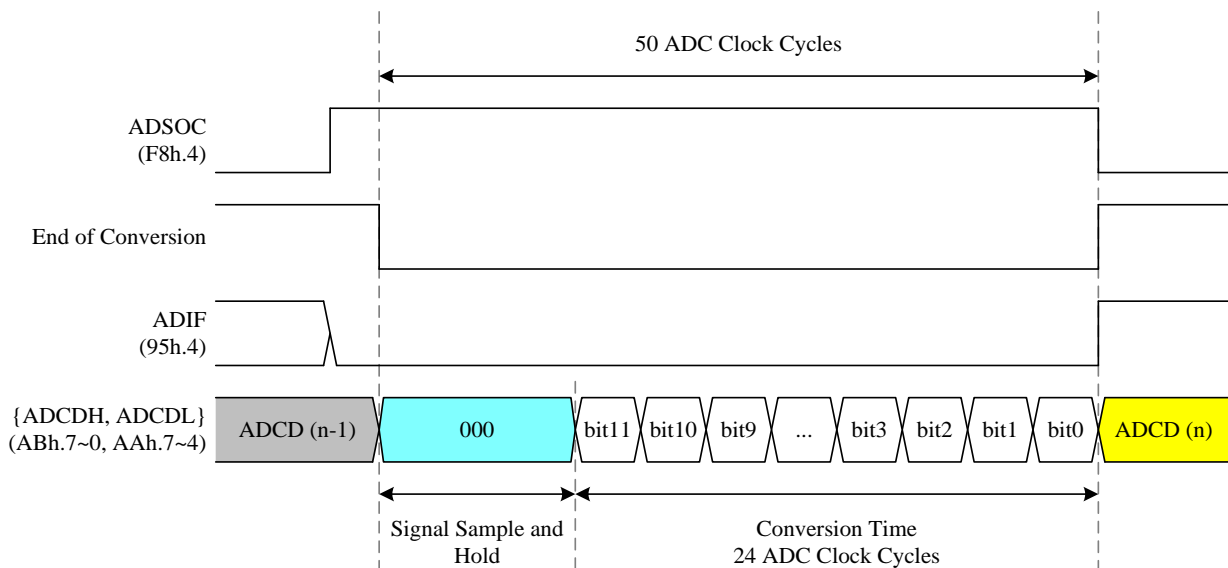 50 ADC Clock Cycles
ADSOC
(F8h.4)
End of Conversion
ADIF
(95h.4)
{ADCDH, ADCDL}
(ABh.7~0, AAh.7~4)
ADCD (n-1)
000
bit11
bit10
bit9
...
bit3
bit2
bit1
bit0
ADCD (n)
Signal Sample and
Hold
Conversion Time
24 ADC Clock Cycles